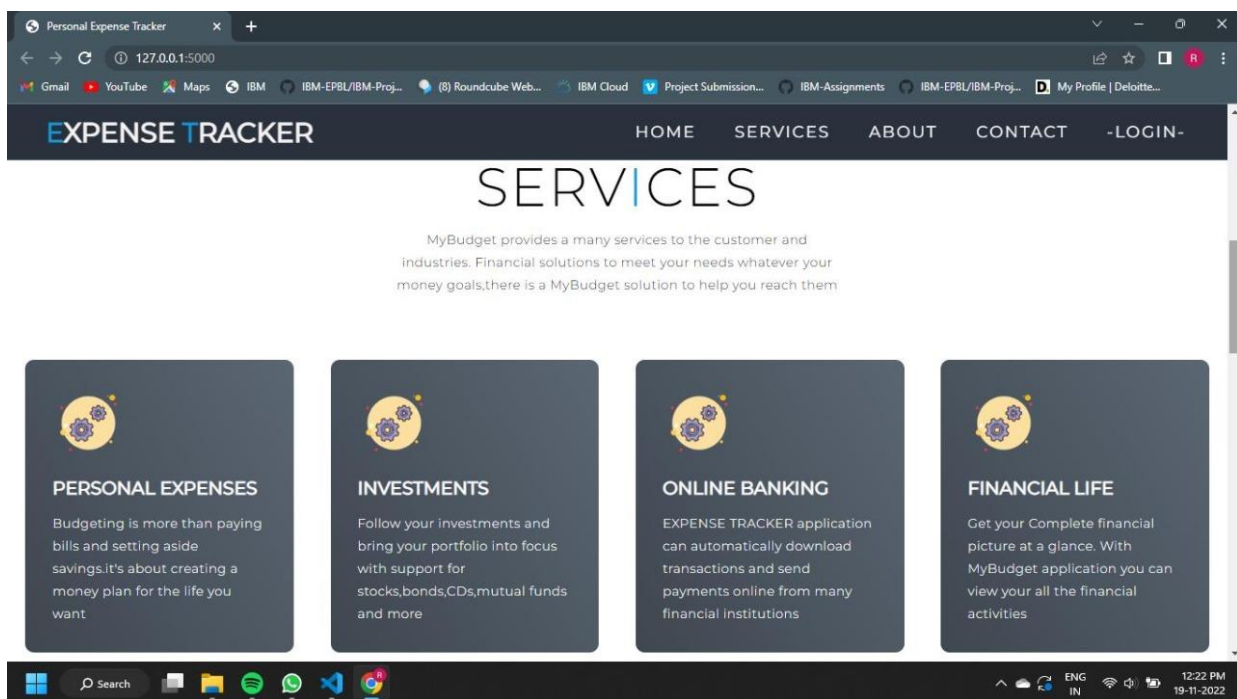 Personal Expense Tracker
127.0.0.1:5000
Gmail YouTube Maps IBM IBM-EPBL/IBM-Proj... (8) Roundcube Web... IBM Cloud Project Submission... IBM-Assignments IBM-EPBL/IBM-Proj... My Profile | Deloitte...
R
EXPENSE TRACKER HOME SERVICES ABOUT CONTACT -LOGIN-
SERVICES
MyBudget provides a many services to the customer and
industries. Financial solutions to meet your needs whatever your
money goals,there is a MyBudget solution to help you reach them
PERSONAL EXPENSES
Budgeting is more than paying
bills and setting aside
savings.it's about creating a
money plan for the life you
want
INVESTMENTS
Follow your investments and
bring your portfolio into focus
with support for
stocks,bonds,CDs,mutual funds
and more
ONLINE BANKING
EXPENSE TRACKER application
can automatically download
transactions and send
payments online from many
financial institutions
FINANCIAL LIFE
Get your Complete financial
picture at a glance. With
MyBudget application you can
view your all the financial
activities
Search
ENG
IN
12:22 PM
19-11-2022